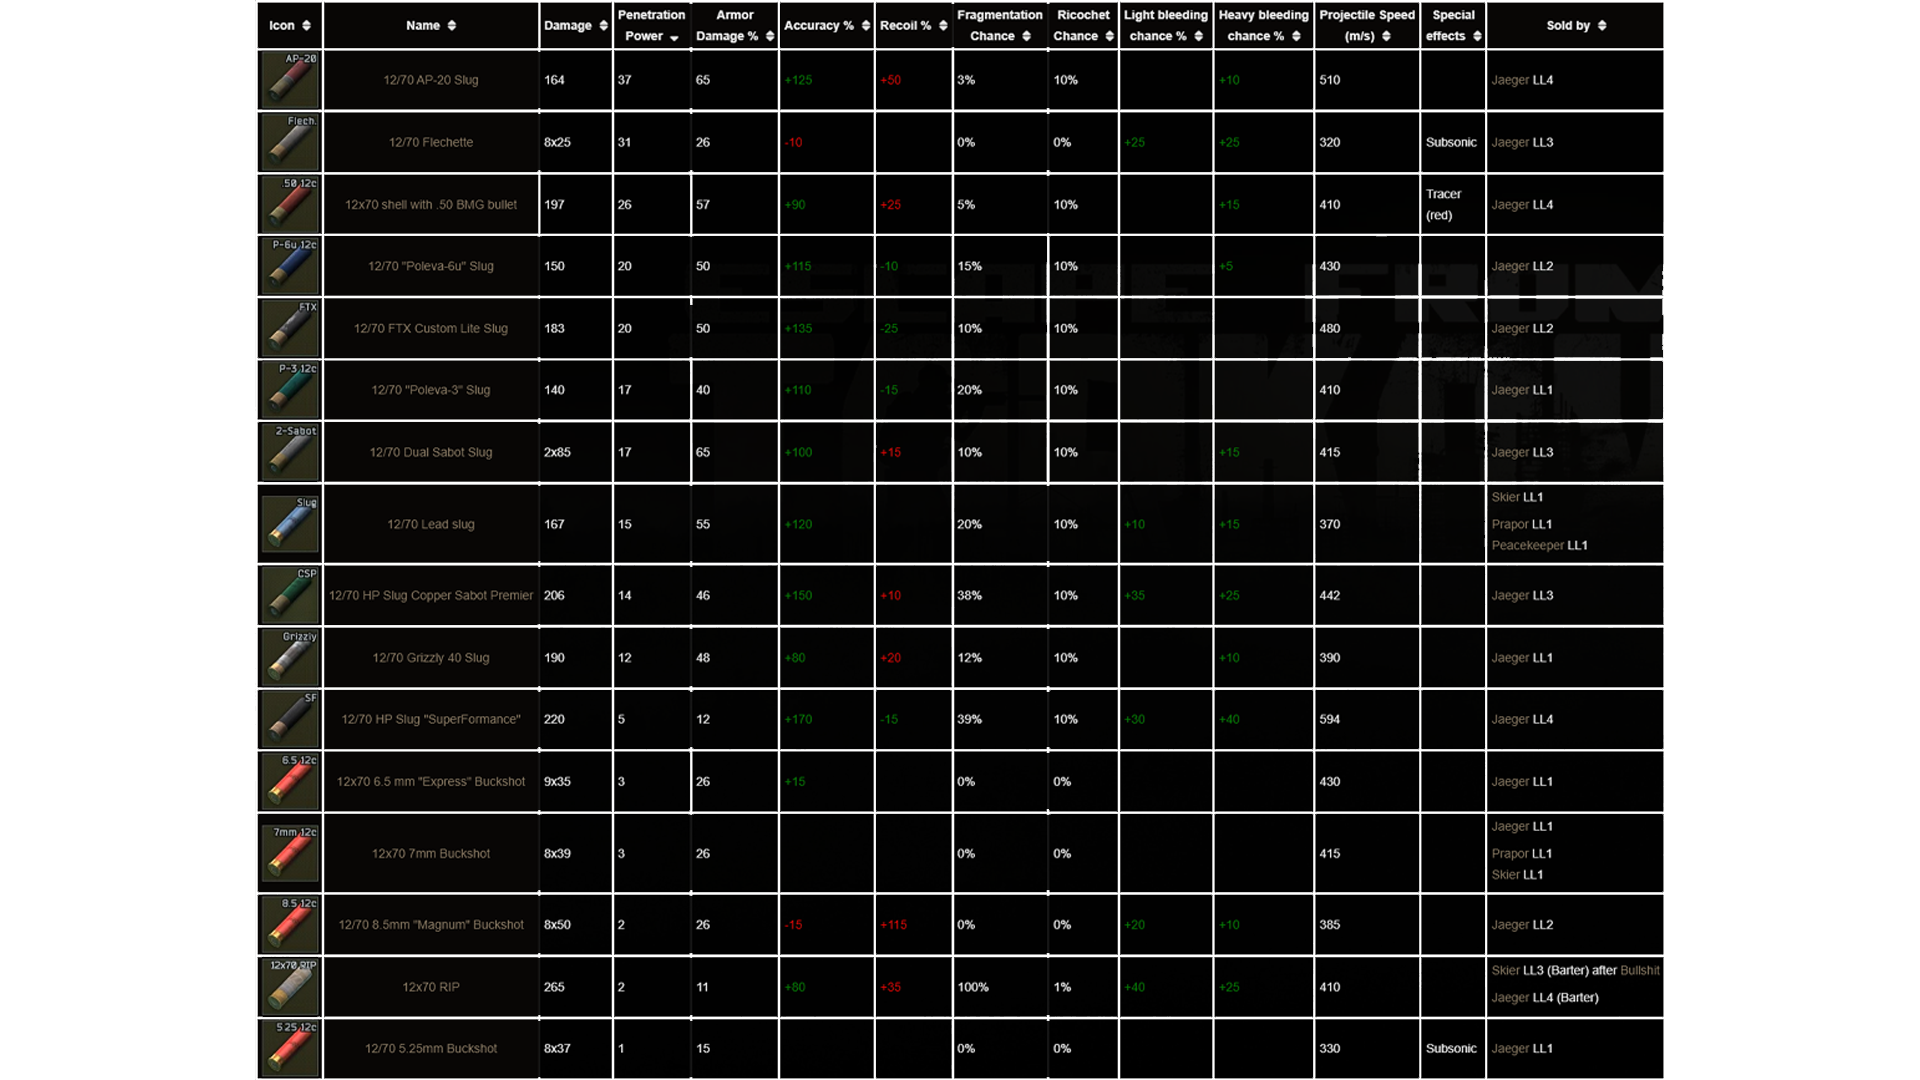 Icon Name Damage Penetration Power Armor Damage % Accuracy % Recoil % Fragmentation Chance Ricochet Chance Light bleeding chance % Heavy bleeding chance % Projectile Speed (m/s) Special effects Sold by
AP-20 12/70 AP-20 Slug 164 37 65 +125 +50 3% 10% +10 510 Jaeger LL4
Flech. 12/70 Flechette 8x25 31 26 -10 0% 0% +25 +25 320 Subsonic Jaeger LL3
.50 12c 12x70 shell with .50 BMG bullet 197 26 57 +90 +25 5% 10% +15 410 Tracer (red) Jaeger LL4
P-6u 12c 12/70 "Poleva-6u" Slug 150 20 50 +115 -10 15% 10% +5 430 Jaeger LL2
FTX 12/70 FTX Custom Lite Slug 183 20 50 +135 -25 10% 10% 480 Jaeger LL2
P-3 12c 12/70 "Poleva-3" Slug 140 17 40 +110 -15 20% 10% 410 Jaeger LL1
2-Sabot 12/70 Dual Sabot Slug 2x85 17 65 +100 +15 10% 10% +15 415 Jaeger LL3
Slug 12/70 Lead slug 167 15 55 +120 20% 10% +10 +15 370 Skier LL1
Prapor LL1
Peacekeeper LL1
CSP 12/70 HP Slug Copper Sabot Premier 206 14 46 +150 +10 38% 10% +35 +25 442 Jaeger LL3
Grizzly 12/70 Grizzly 40 Slug 190 12 48 +80 +20 12% 10% +10 390 Jaeger LL1
SF 12/70 HP Slug "SuperFormance" 220 5 12 +170 -15 39% 10% +30 +40 594 Jaeger LL4
6.5 12c 12x70 6.5 mm "Express" Buckshot 9x35 3 26 +15 0% 0% 430 Jaeger LL1
7mm 12c 12x70 7mm Buckshot 8x39 3 26 0% 0% 415 Jaeger LL1
Prapor LL1
Skier LL1
8.5 12c 12/70 8.5mm "Magnum" Buckshot 8x50 2 26 -15 +115 0% 0% +20 +10 385 Jaeger LL2
12x70 RIP 12x70 RIP 265 2 11 +80 +35 100% 1% +40 +25 410 Skier LL3 (Barter) after Bullshit
Jaeger LL4 (Barter)
5.25 12c 12/70 5.25mm Buckshot 8x37 1 15 0% 0% 330 Subsonic Jaeger LL1
ESCAPE FROM
TARKOV